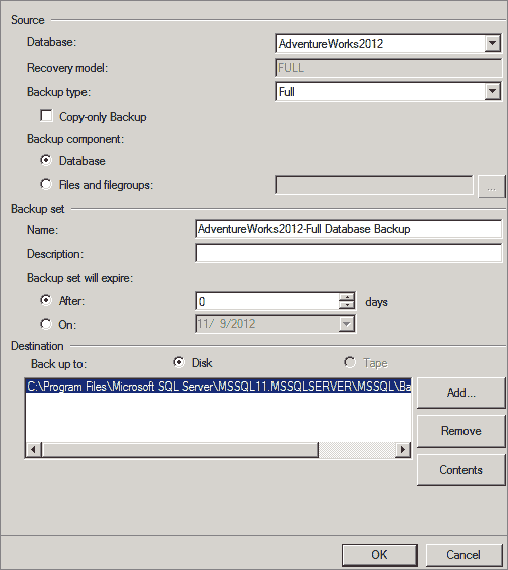 Source
Database: AdventureWorks2012
Recovery model: FULL
Backup type: Full
Copy-only Backup
Backup component:
Database
Files and filegroups: ...
Backup set
Name: AdventureWorks2012-Full Database Backup
Description:
Backup set will expire:
After: 0 days
On: 11/ 9/2012
Destination
Back up to: Disk Tape
C:\Program Files\Microsoft SQL Server\MSSQL11.MSSQLSERVER\MSSQL\Ba
Add...
Remove
Contents
OK Cancel